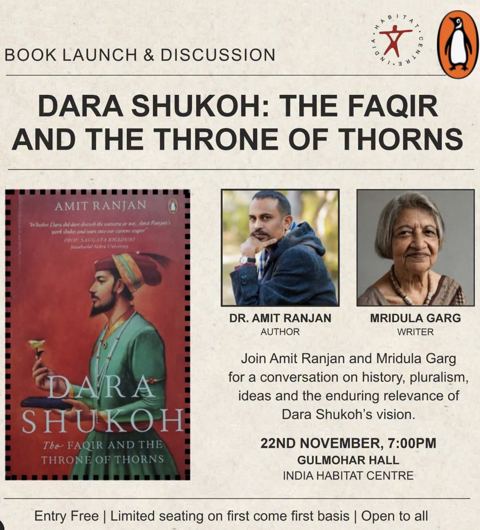 BOOK LAUNCH & DISCUSSION
HABITAT CENTRE • INDIA •
DARA SHUKOH: THE FAQIR
AND THE THRONE OF THORNS
AMIT RANJAN
DARA
SHUKOH
The FAQIR AND THE
THRONE OF THORNS
DR. AMIT RANJAN
AUTHOR
MRIDULA GARG
WRITER
Join Amit Ranjan and Mridula Garg
for a conversation on history, pluralism,
ideas and the enduring relevance of
Dara Shukoh's vision.
22ND NOVEMBER, 7:00PM
GULMOHAR HALL
INDIA HABITAT CENTRE
Entry Free | Limited seating on first come first basis | Open to all